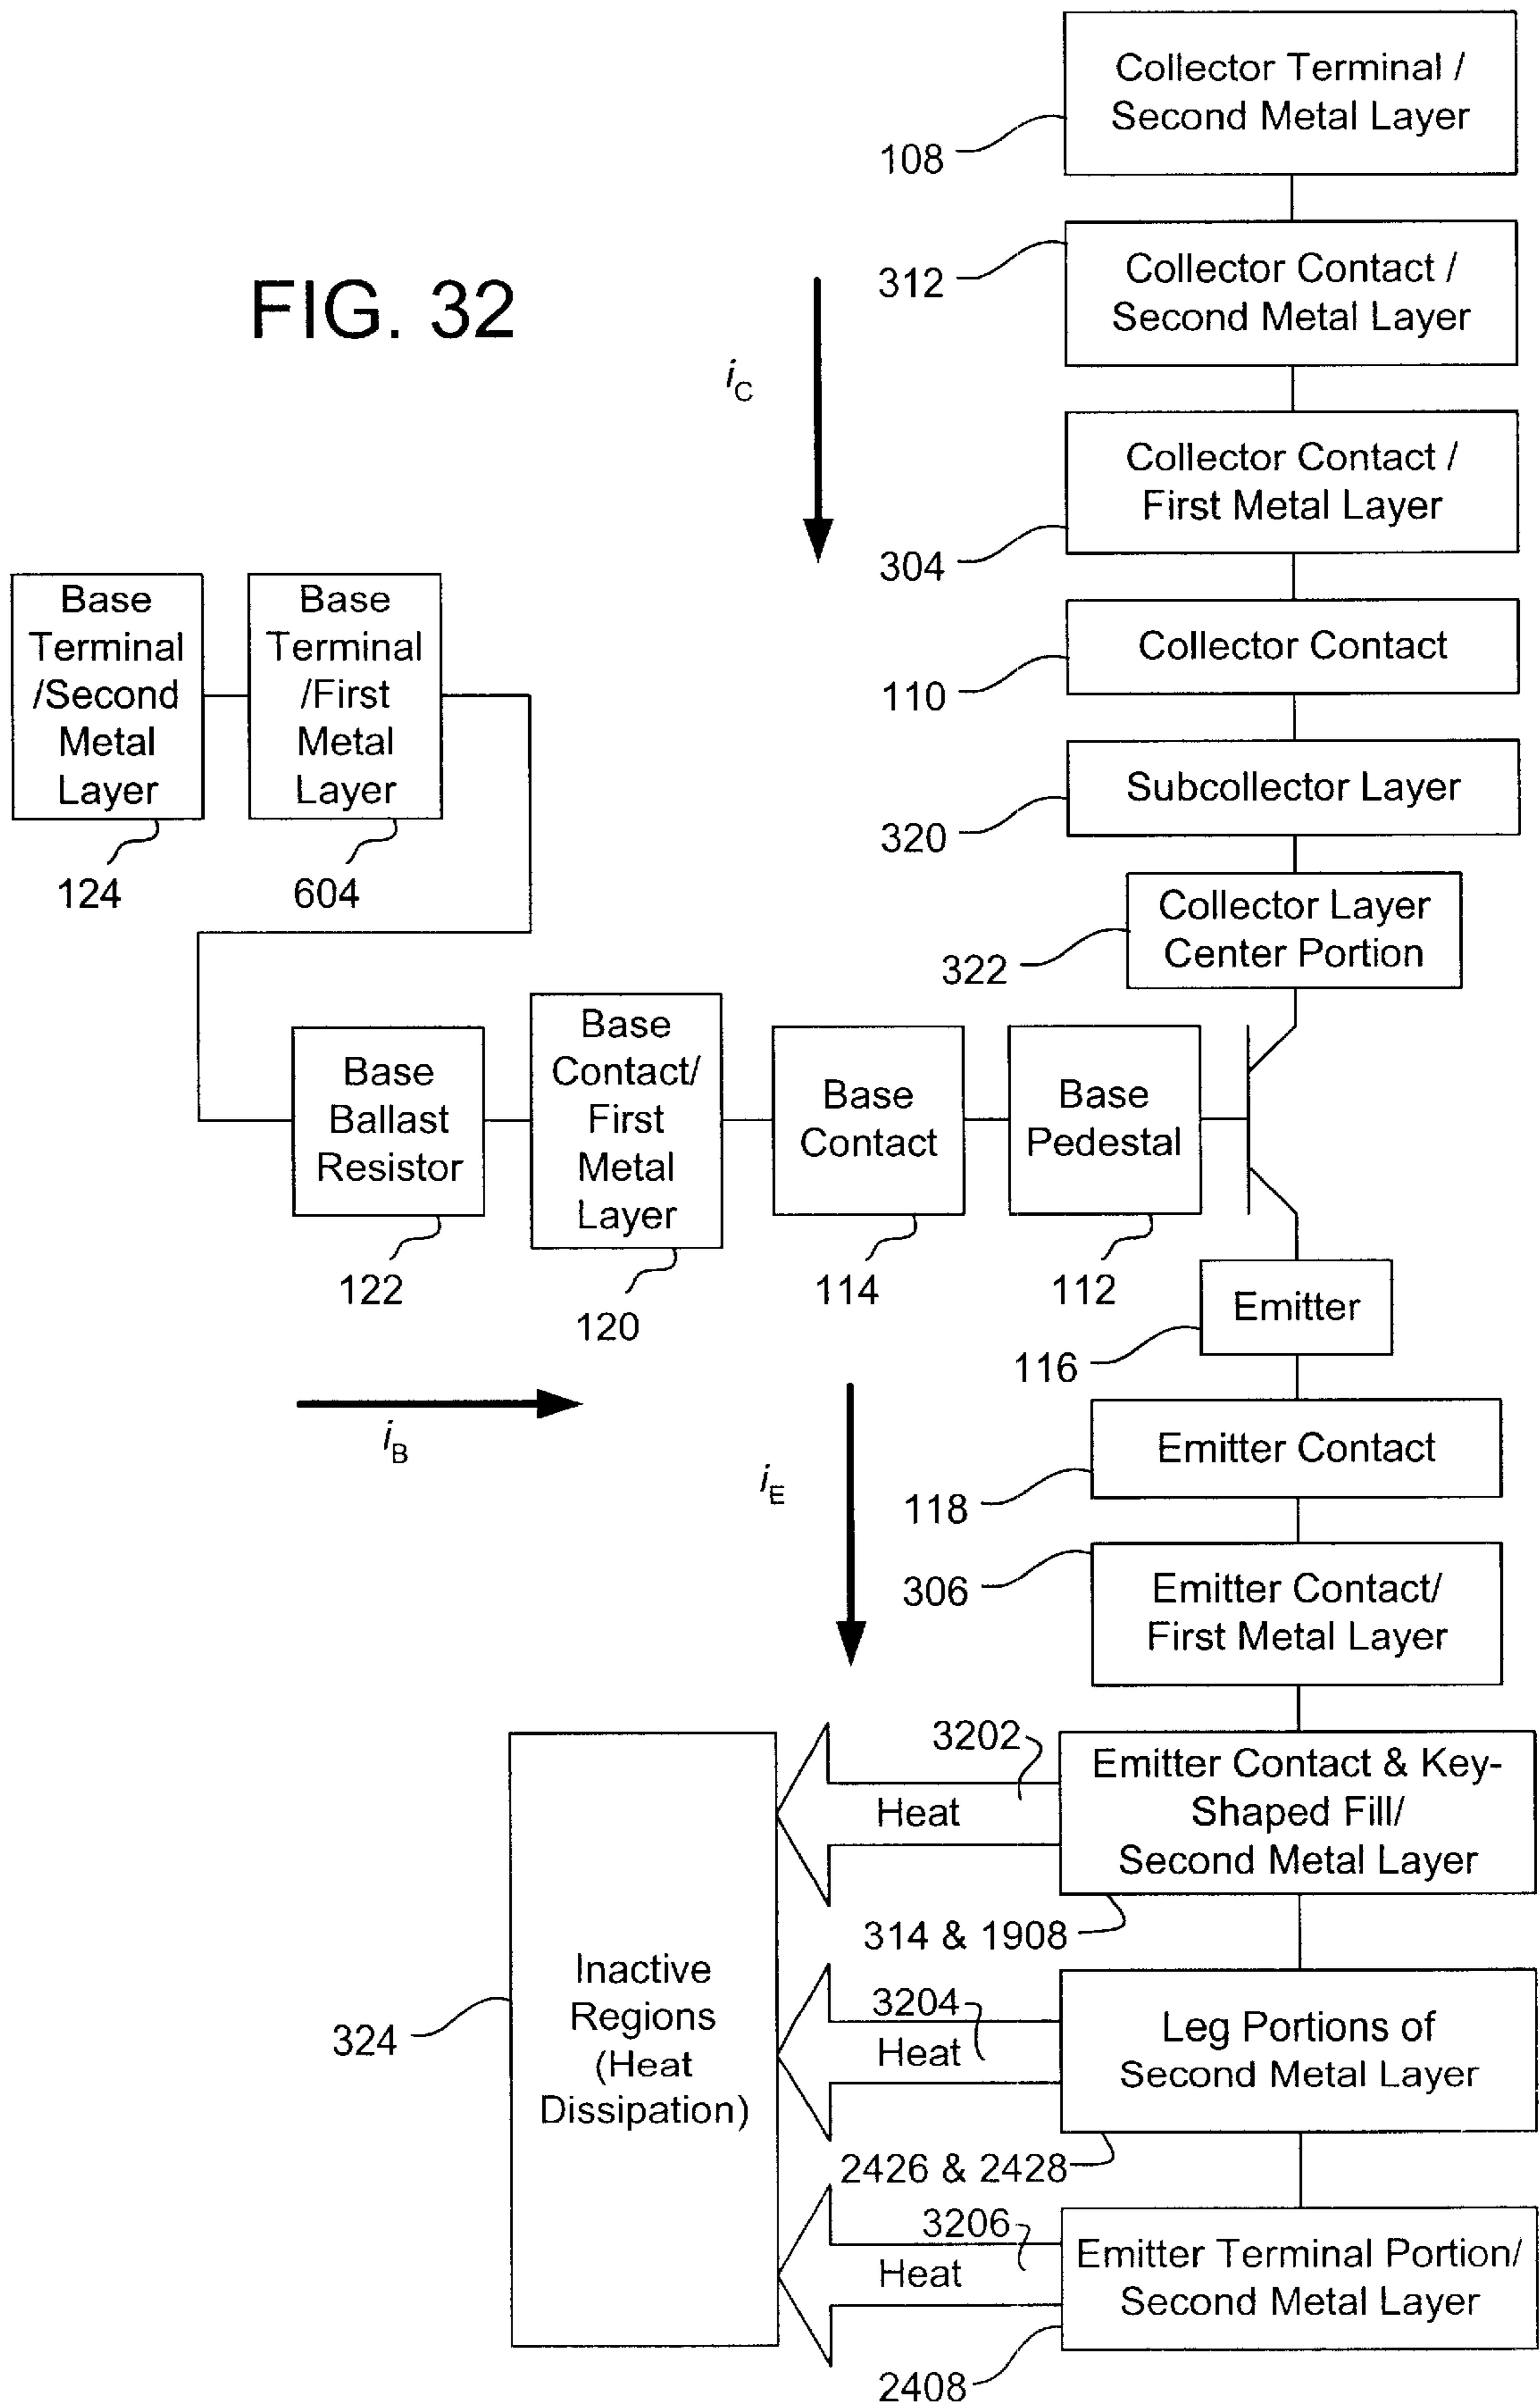 Collector Terminal /
Second Metal Layer
108
FIG. 32
312
Collector Contact /
Second Metal Layer
iC
Collector Contact /
First Metal Layer
304
Collector Contact
110
Subcollector Layer
320
Base
Terminal
/Second
Metal
Layer
124
Base
Terminal
/First
Metal
Layer
604
Collector Layer
Center Portion
322
Base
Ballast
Resistor
122
Base
Contact/
First
Metal
Layer
120
Base
Contact
114
Base
Pedestal
112
Emitter
116
iB
Emitter Contact
118
iE
306
Emitter Contact/
First Metal Layer
3202
Heat
Emitter Contact & Key-
Shaped Fill/
Second Metal Layer
314 & 1908
Inactive
Regions
(Heat
Dissipation)
324
3204
Heat
Leg Portions of
Second Metal Layer
2426 & 2428
3206
Heat
Emitter Terminal Portion/
Second Metal Layer
2408